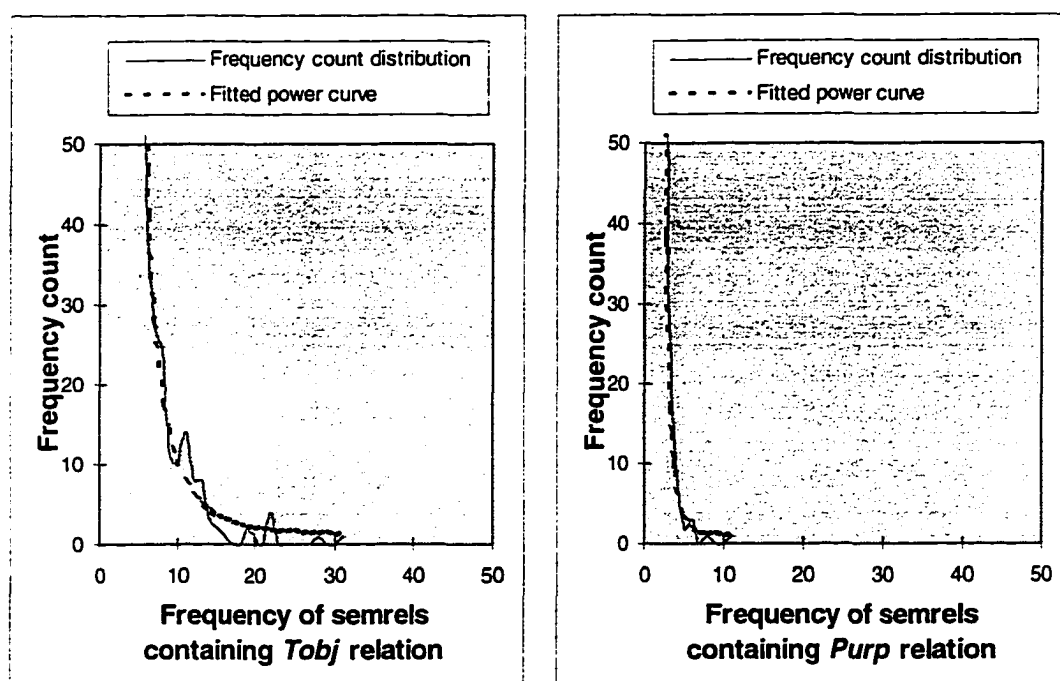 Frequency count distribution
Fitted power curve
Frequency count
50
40
30
20
10
0
0 10 20 30 40 50
Frequency of semrels
containing Tobj relation
Frequency count distribution
Fitted power curve
Frequency count
50
40
30
20
10
0
0 10 20 30 40 50
Frequency of semrels
containing Purp relation